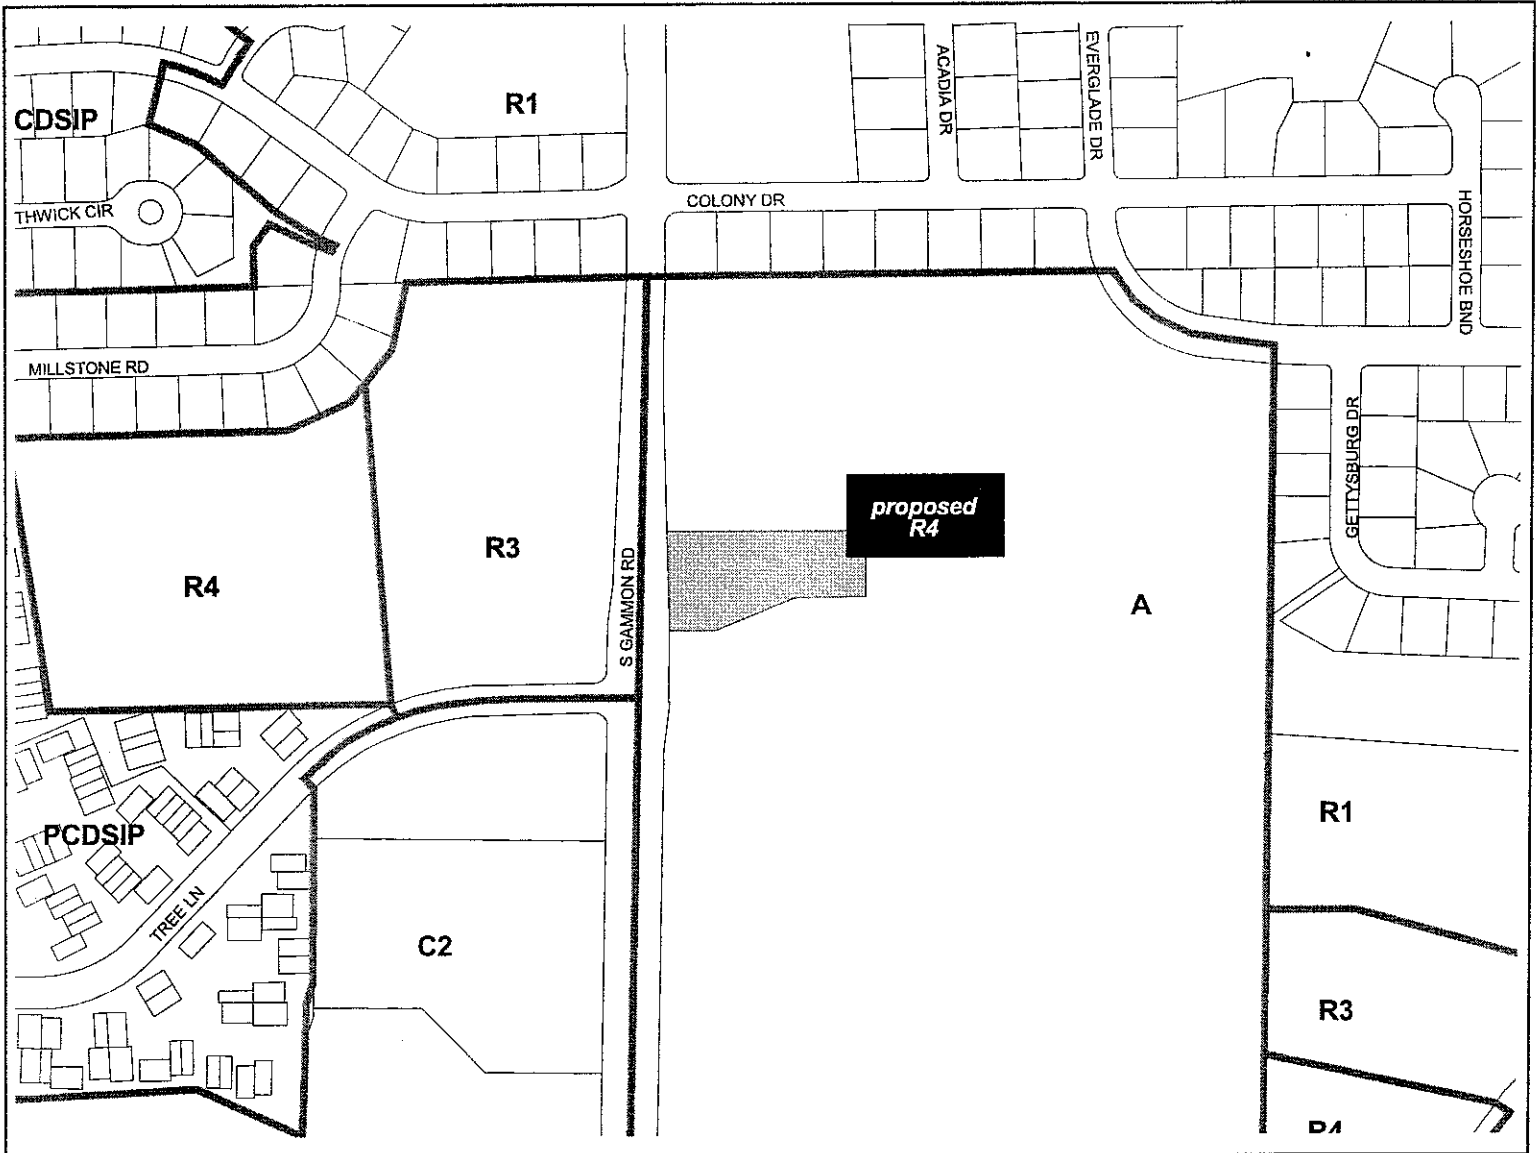 R1
CDSIP
ACADIA DR
EVERGLADE DR
THWICK CIR
COLONY DR
HORSESHOE BND
MILLSTONE RD
GETTYSBURG DR
proposed
R4
R3
R4
S GAMMON RD
A
R1
PCDSIP
TREE LN
C2
R3
R4